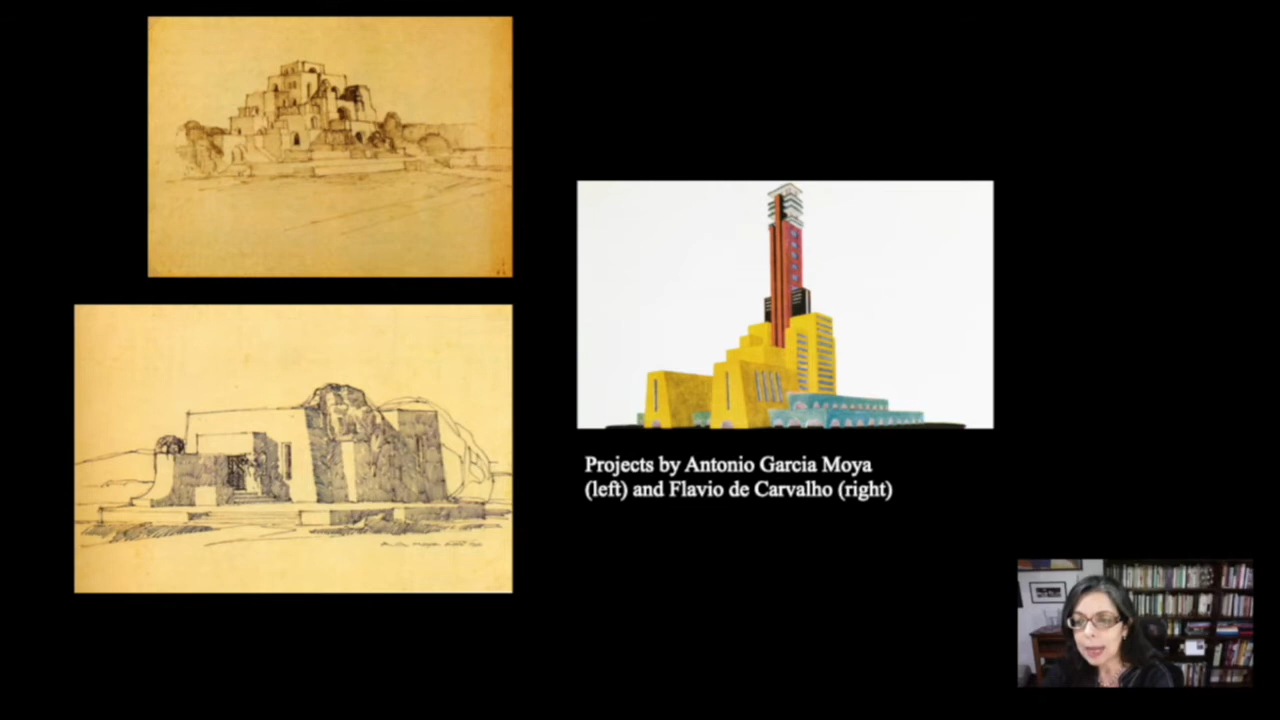 Projects by Antonio Garcia Moya
(left) and Flavio de Carvalho (right)